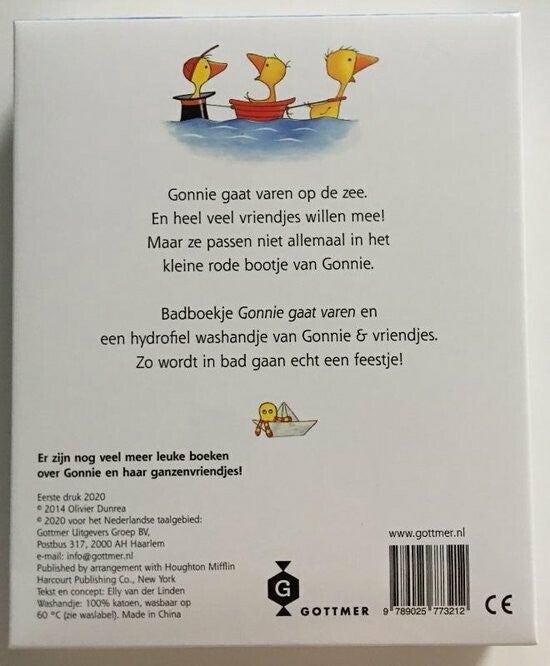 Gonnie gaat varen op de zee.
En heel veel vriendjes willen mee!
Maar ze passen niet allemaal in het
kleine rode bootje van Gonnie.
Badboekje Gonnie gaat varen en
een hydrofiel washandje van Gonnie & vriendjes.
Zo wordt in bad gaan echt een feestje!
Er zijn nog veel meer leuke boeken
over Gonnie en haar ganzenvriendjes!
Eerste druk 2020
© 2014 Olivier Dunrea
© 2020 voor het Nederlandse taalgebied:
Gottmer Uitgevers Groep BV,
Postbus 317, 2000 AH Haarlem
e-mail: info@gottmer.nl
Published by arrangement with Houghton Mifflin
Harcourt Publishing Co., New York
Tekst en concept: Elly van der Linden
Washandje: 100% katoen, wasbaar op
60 °C (zie waslabel). Made in China
G
GOTTMER
www.gottmer.nl
9 789025 773212
CE